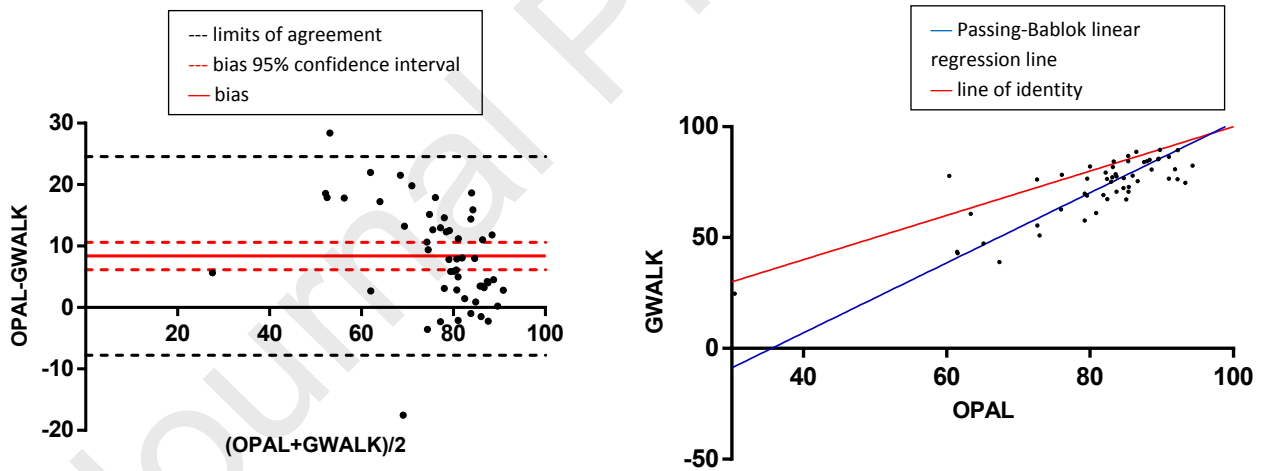 --- limits of agreement
--- bias 95% confidence interval
— bias
30
20
10
0
-10
-20
20
40
60
80
100
OPAL-GWALK
(OPAL+GWALK)/2
— Passing-Bablok linear
regression line
— line of identity
100
50
0
-50
40
60
80
100
GWALK
OPAL
Journal P